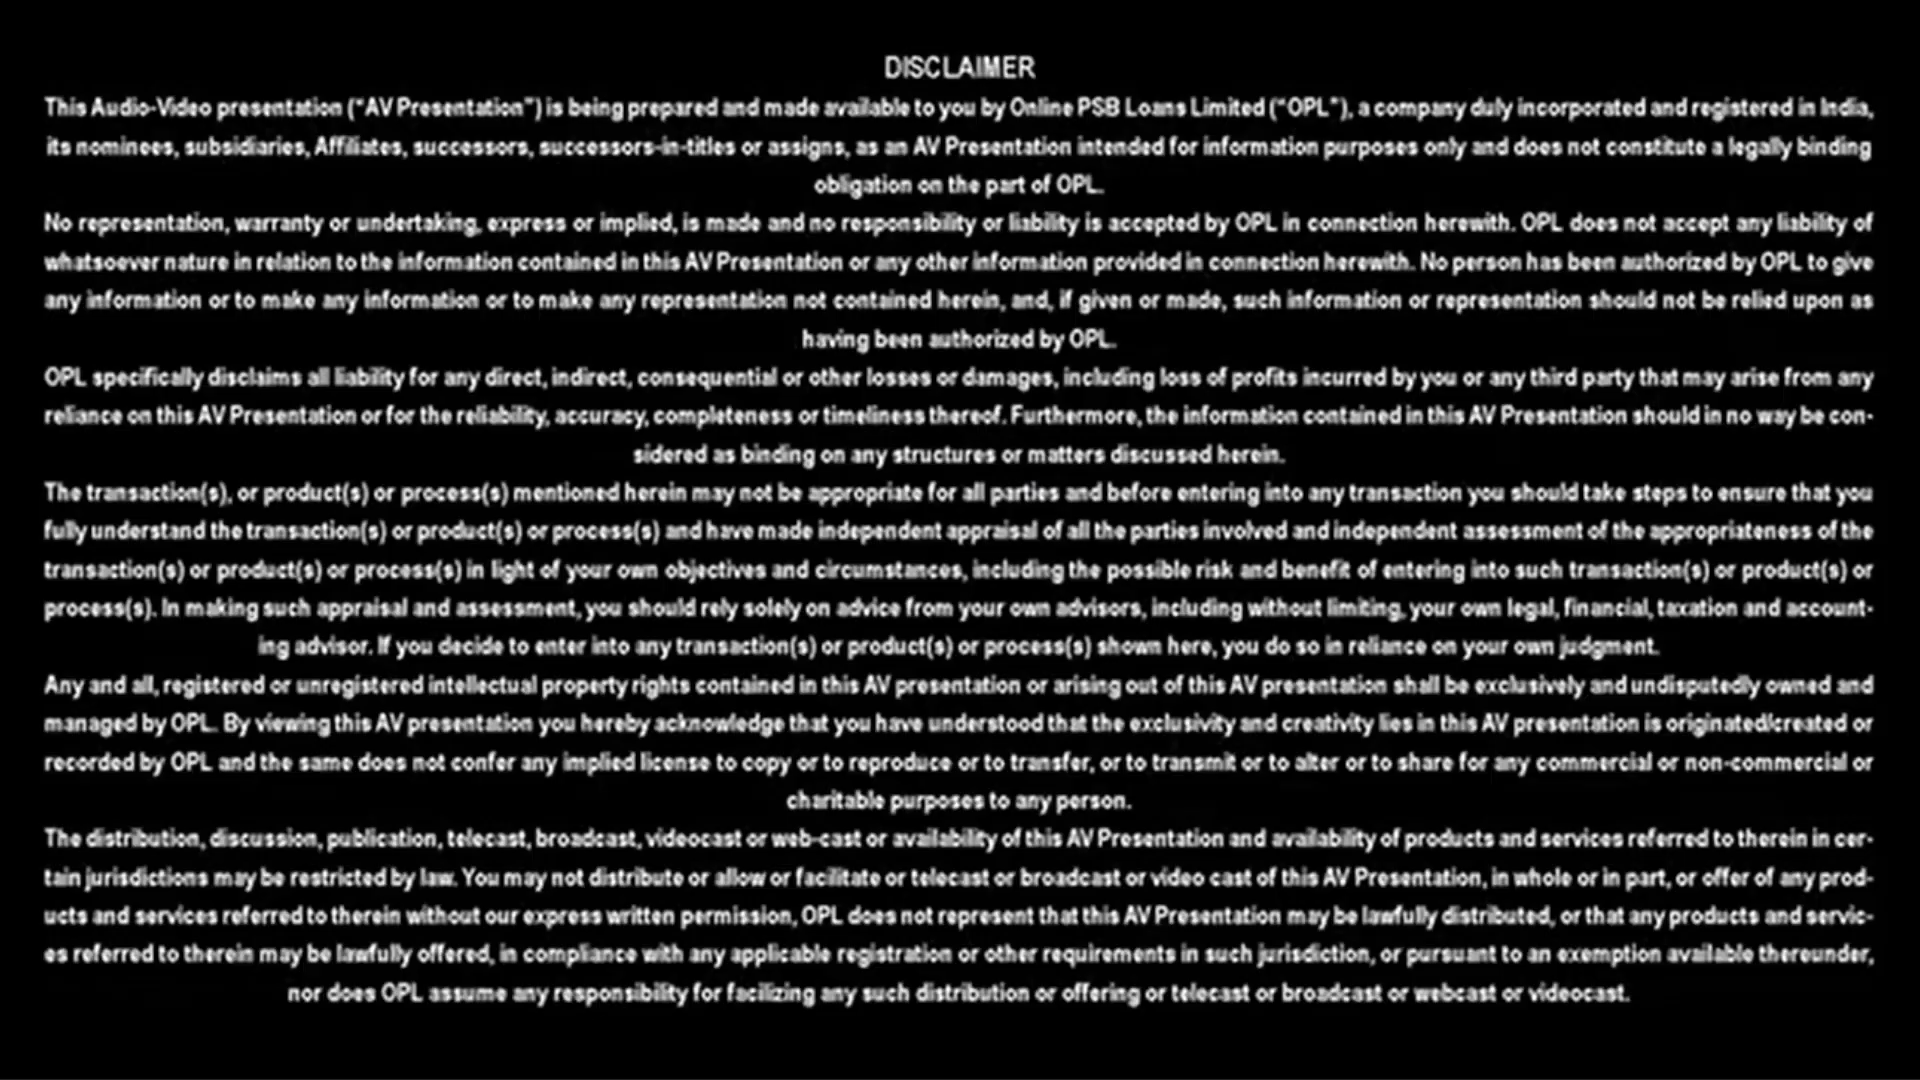 DISCLAIMER
This Audio-Video presentation (“AV Presentation”) is being prepared and made available to you by Online PSB Loans Limited (“OPL”), a company duly incorporated and registered in India,
its nominees, subsidiaries, Affiliates, successors, successors-in-titles or assigns, as an AV Presentation intended for information purposes only and does not constitute a legally binding
obligation on the part of OPL.
No representation, warranty or undertaking, express or implied, is made and no responsibility or liability is accepted by OPL in connection herewith. OPL does not accept any liability of
whatsoever nature in relation to the information contained in this AV Presentation or any other information provided in connection herewith. No person has been authorized by OPL to give
any information or to make any information or to make any representation not contained herein, and, if given or made, such information or representation should not be relied upon as
having been authorized by OPL.
OPL specifically disclaims all liability for any direct, indirect, consequential or other losses or damages, including loss of profits incurred by you or any third party that may arise from any
reliance on this AV Presentation or for the reliability, accuracy, completeness or timeliness thereof. Furthermore, the information contained in this AV Presentation should in no way be con-
sidered as binding on any structures or matters discussed herein.
The transaction(s), or product(s) or process(s) mentioned herein may not be appropriate for all parties and before entering into any transaction you should take steps to ensure that you
fully understand the transaction(s) or product(s) or process(s) and have made independent appraisal of all the parties involved and independent assessment of the appropriateness of the
transaction(s) or product(s) or process(s) in light of your own objectives and circumstances, including the possible risk and benefit of entering into such transaction(s) or product(s) or
process(s). In making such appraisal and assessment, you should rely solely on advice from your own advisors, including without limiting, your own legal, financial, taxation and account-
ing advisor. If you decide to enter into any transaction(s) or product(s) or process(s) shown here, you do so in reliance on your own judgment.
Any and all, registered or unregistered intellectual property rights contained in this AV presentation or arising out of this AV presentation shall be exclusively and undisputedly owned and
managed by OPL. By viewing this AV presentation you hereby acknowledge that you have understood that the exclusivity and creativity lies in this AV presentation is originated/created or
recorded by OPL and the same does not confer any implied license to copy or to reproduce or to transfer, or to transmit or to alter or to share for any commercial or non-commercial or
charitable purposes to any person.
The distribution, discussion, publication, telecast, broadcast, videocast or web-cast or availability of this AV Presentation and availability of products and services referred to therein in cer-
tain jurisdictions may be restricted by law. You may not distribute or allow or facilitate or telecast or broadcast or video cast of this AV Presentation, in whole or in part, or offer of any prod-
ucts and services referred to therein without our express written permission, OPL does not represent that this AV Presentation may be lawfully distributed, or that any products and servic-
es referred to therein may be lawfully offered, in compliance with any applicable registration or other requirements in such jurisdiction, or pursuant to an exemption available thereunder,
nor does OPL assume any responsibility for facilizing any such distribution or offering or telecast or broadcast or webcast or videocast.